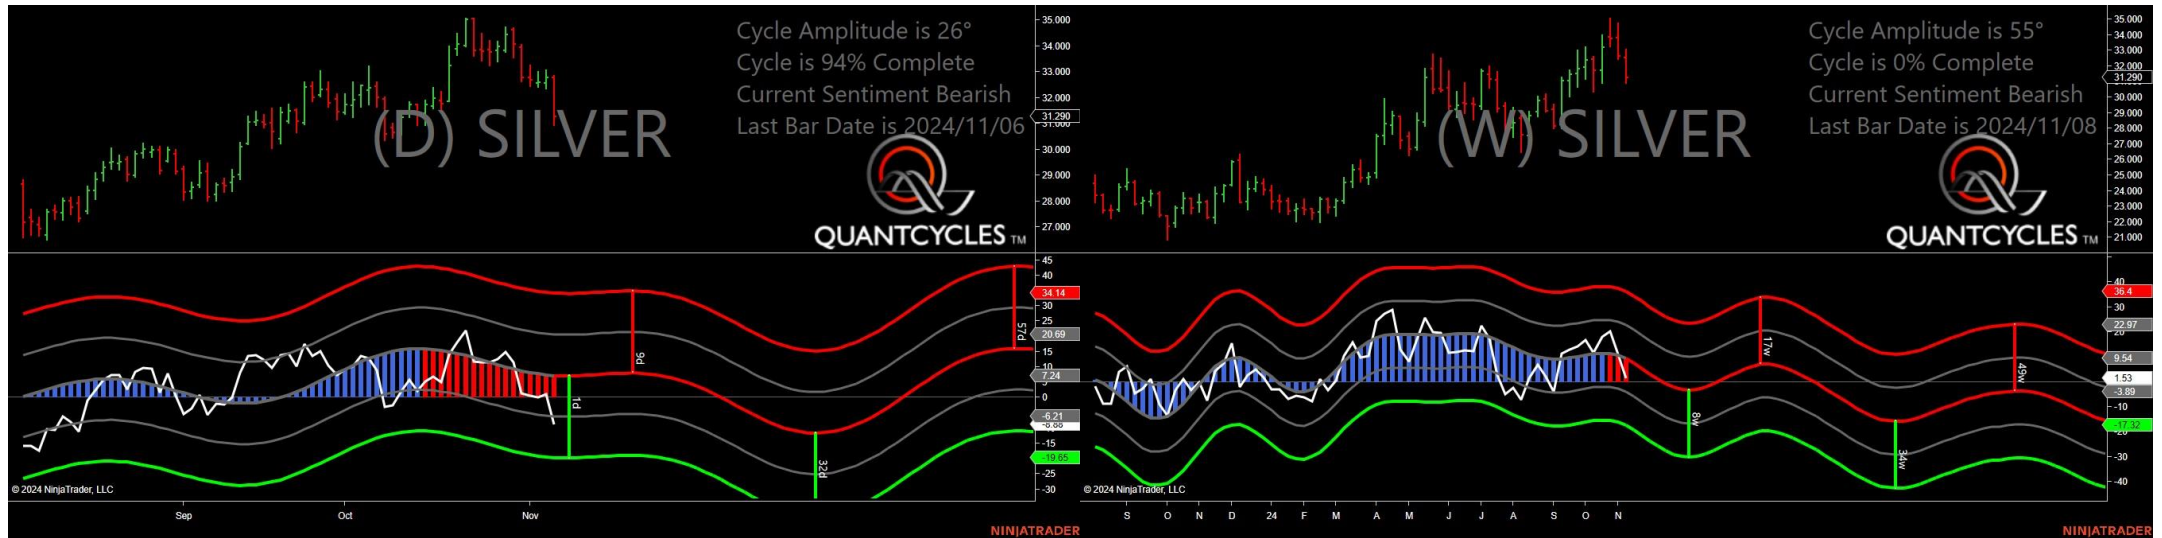 Cycle Amplitude is 26°
Cycle is 94% Complete
Current Sentiment Bearish
Last Bar Date is 2024/11/06
(D) SILVER
QUANTCYCLES TM
35.000
34.000
33.000
32.000
31.290
31.000
30.000
29.000
28.000
27.000
45
40
34.14
30
25
20.69
15
10
7.24
0
-6.21
-8.88
-15
-19.65
-25
-30
1d
9d
32d
57d
© 2024 NinjaTrader, LLC
Sep
Oct
Nov
NINJATRADER
Cycle Amplitude is 55°
Cycle is 0% Complete
Current Sentiment Bearish
Last Bar Date is 2024/11/08
(W) SILVER
QUANTCYCLES TM
35.000
34.000
33.000
32.000
31.290
30.000
29.000
28.000
27.000
26.000
25.000
24.000
23.000
22.000
21.000
40
36.4
30
22.97
20
9.54
1.53
-3.89
-10
-17.32
-20
-30
-40
8w
17w
34w
49w
© 2024 NinjaTrader, LLC
S
O
N
D
24
F
M
A
M
J
J
A
S
O
N
NINJATRADER